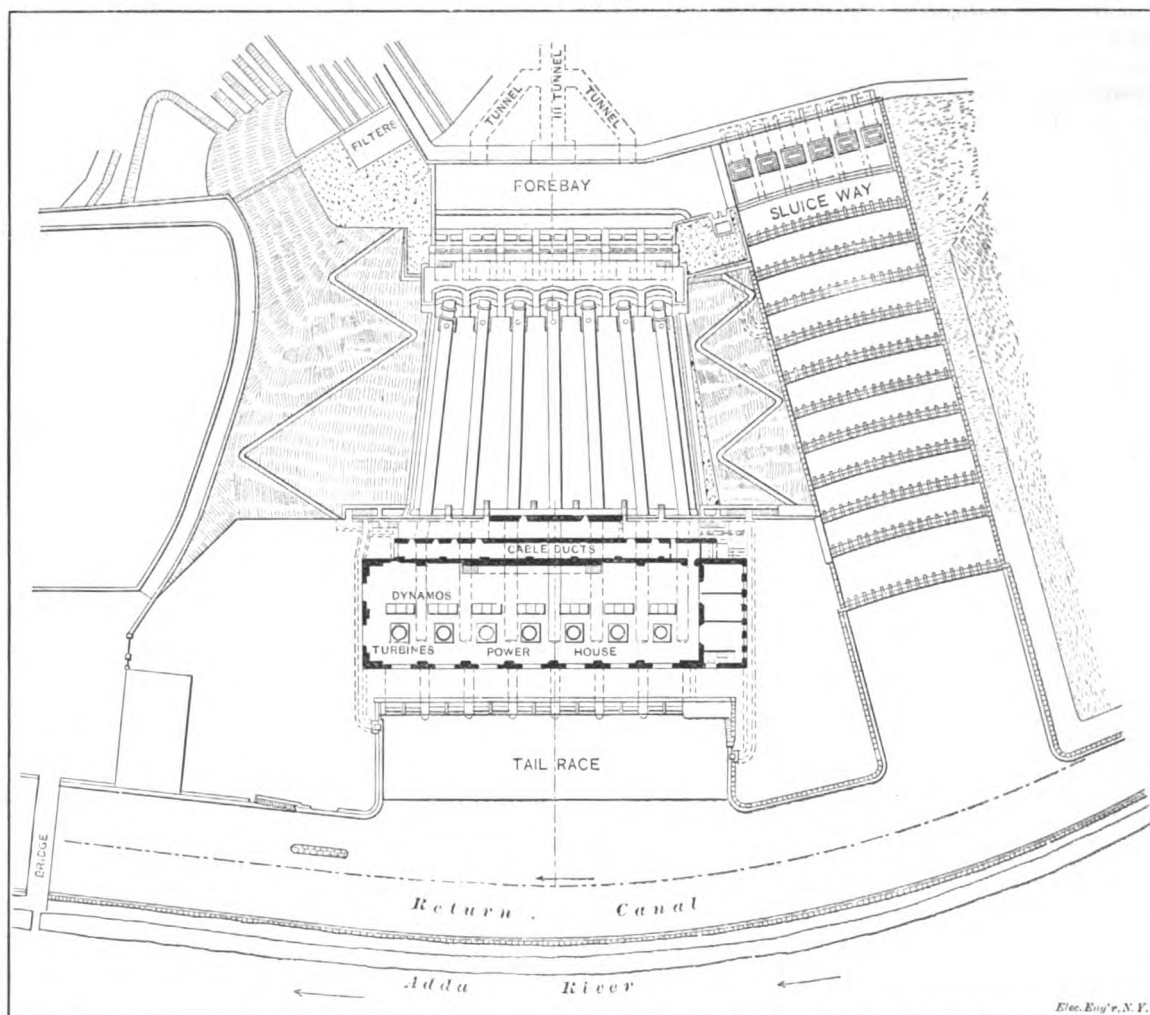 TUNNEL
III TUNNEL
TUNNEL
FILTERS
FOREBAY
SLUICE WAY
CABLE DUCTS
DYNAMOS
TURBINES POWER HOUSE
TAIL RACE
BRIDGE
Return Canal
Adda River
Elec. Eng'r, N.Y.